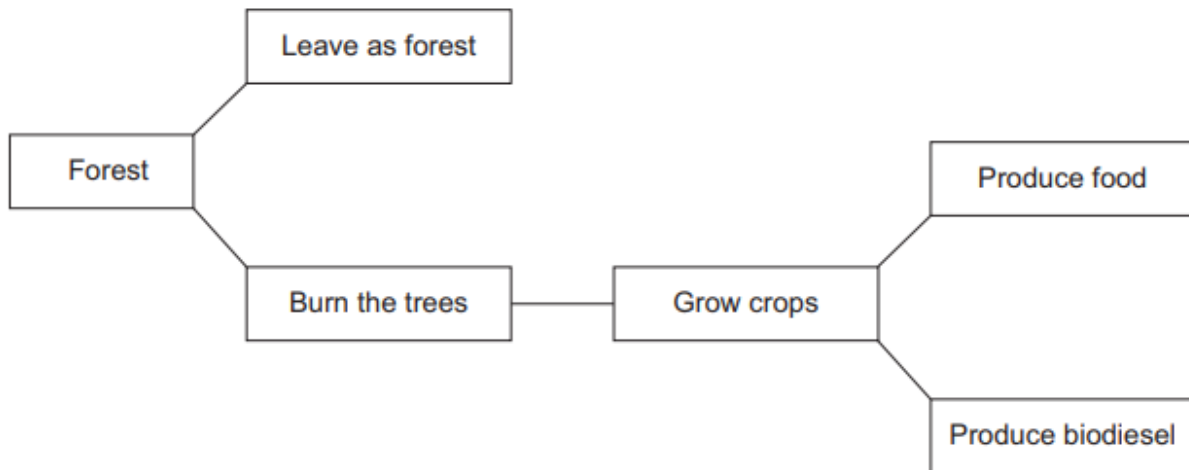 Leave as forest
Forest
Produce food
Burn the trees
Grow crops
Produce biodiesel